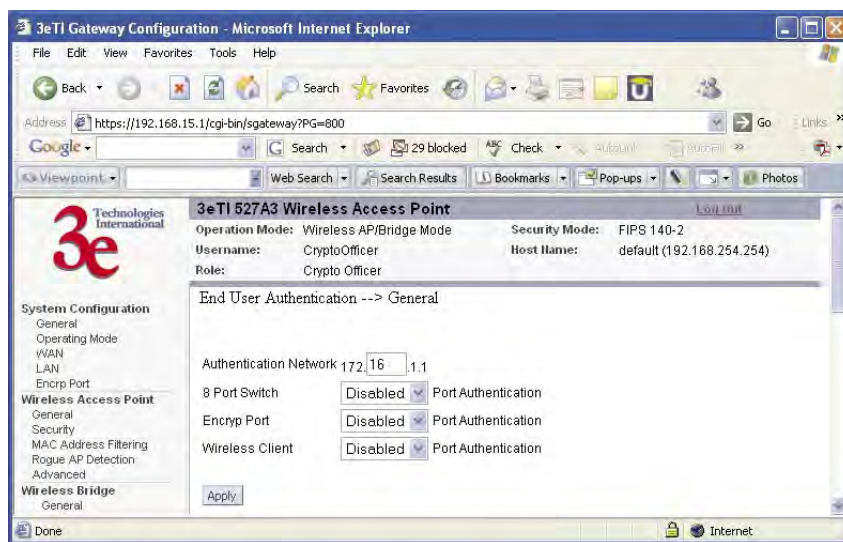 3eTI Gateway Configuration - Microsoft Internet Explorer
File Edit View Favorites Tools Help
Back Search Favorites
Address https://192.168.15.1/cgi-bin/sgateway?PG=800 Go Links »
Google Search 29 blocked ABC Check AutoLink AutoFill »
Viewpoint Web Search Search Results Bookmarks Pop-ups Photos
3e Technologies
International
3eTI 527A3 Wireless Access Point Log out
Operation Mode: Wireless AP/Bridge Mode Security Mode: FIPS 140-2
Username: CryptoOfficer Host Name: default (192.168.254.254)
Role: Crypto Officer
System Configuration
General
Operating Mode
WAN
LAN
Encrp Port
Wireless Access Point
General
Security
MAC Address Filtering
Rogue AP Detection
Advanced
Wireless Bridge
General
End User Authentication --> General
Authentication Network 172. 16 .1.1
8 Port Switch Disabled Port Authentication
Encryp Port Disabled Port Authentication
Wireless Client Disabled Port Authentication
Apply
Done Internet